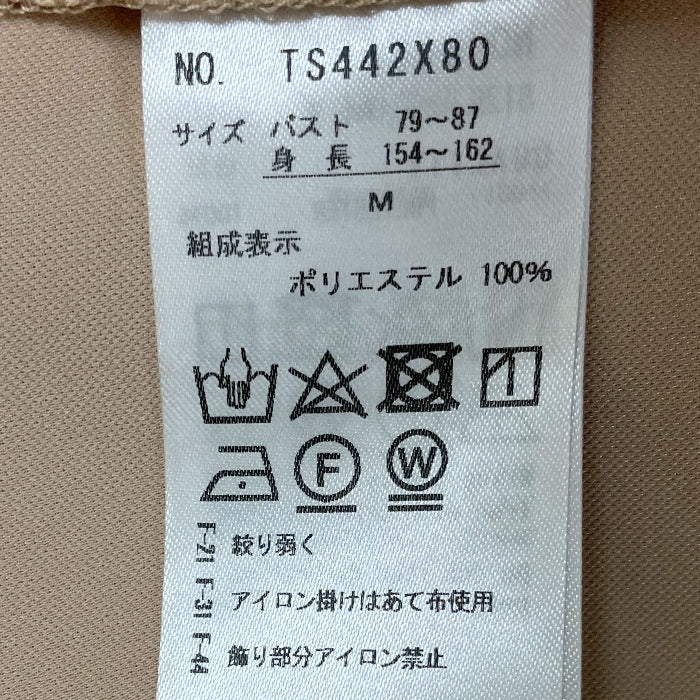 NO. TS442X80
サイズ バスト 79～87
身長 154～162
M
組成表示
ポリエステル 100%
F W
F-21 絞り弱く
F-31 アイロン掛けはあて布使用
F-44 飾り部分アイロン禁止